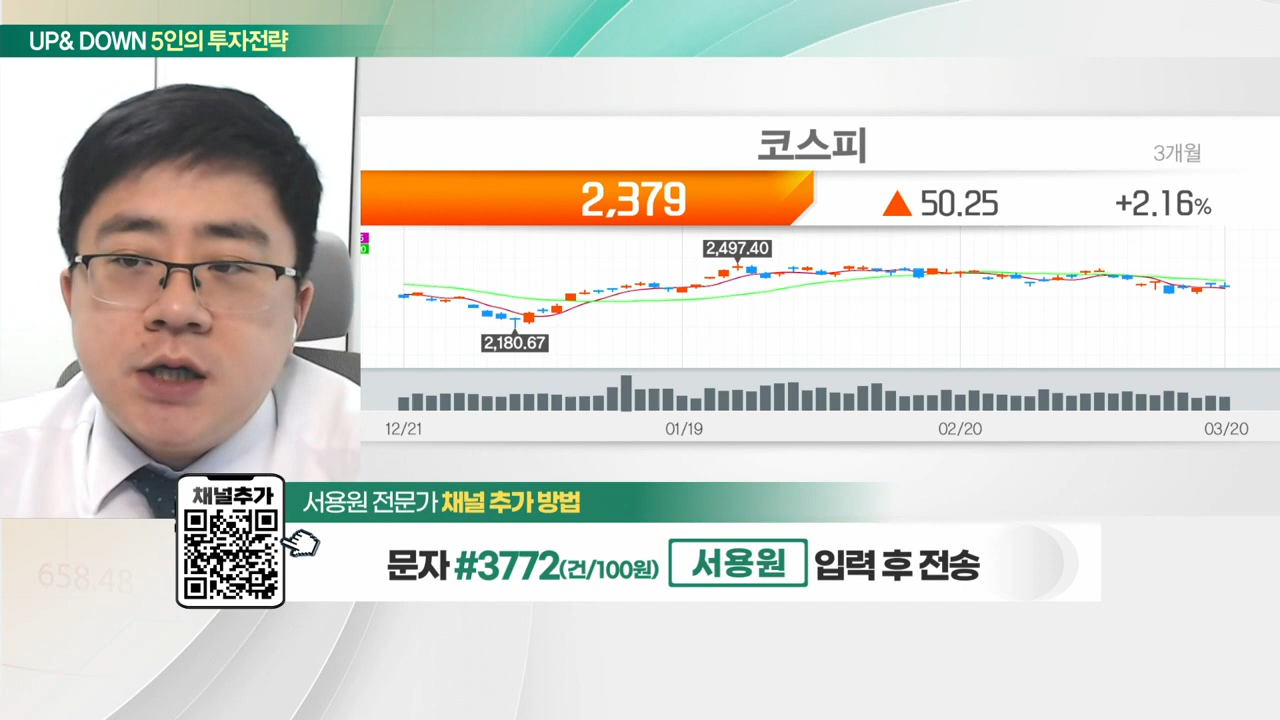 UP& DOWN 5인의 투자전략
코스피
3개월
2,379 ▲ 50.25 +2.16%
2,497.40
2,180.67
12/21 01/19 02/20 03/20
채널추가
서용원 전문가 채널 추가 방법
문자 #3772(건/100원) 서용원 입력 후 전송
658.48